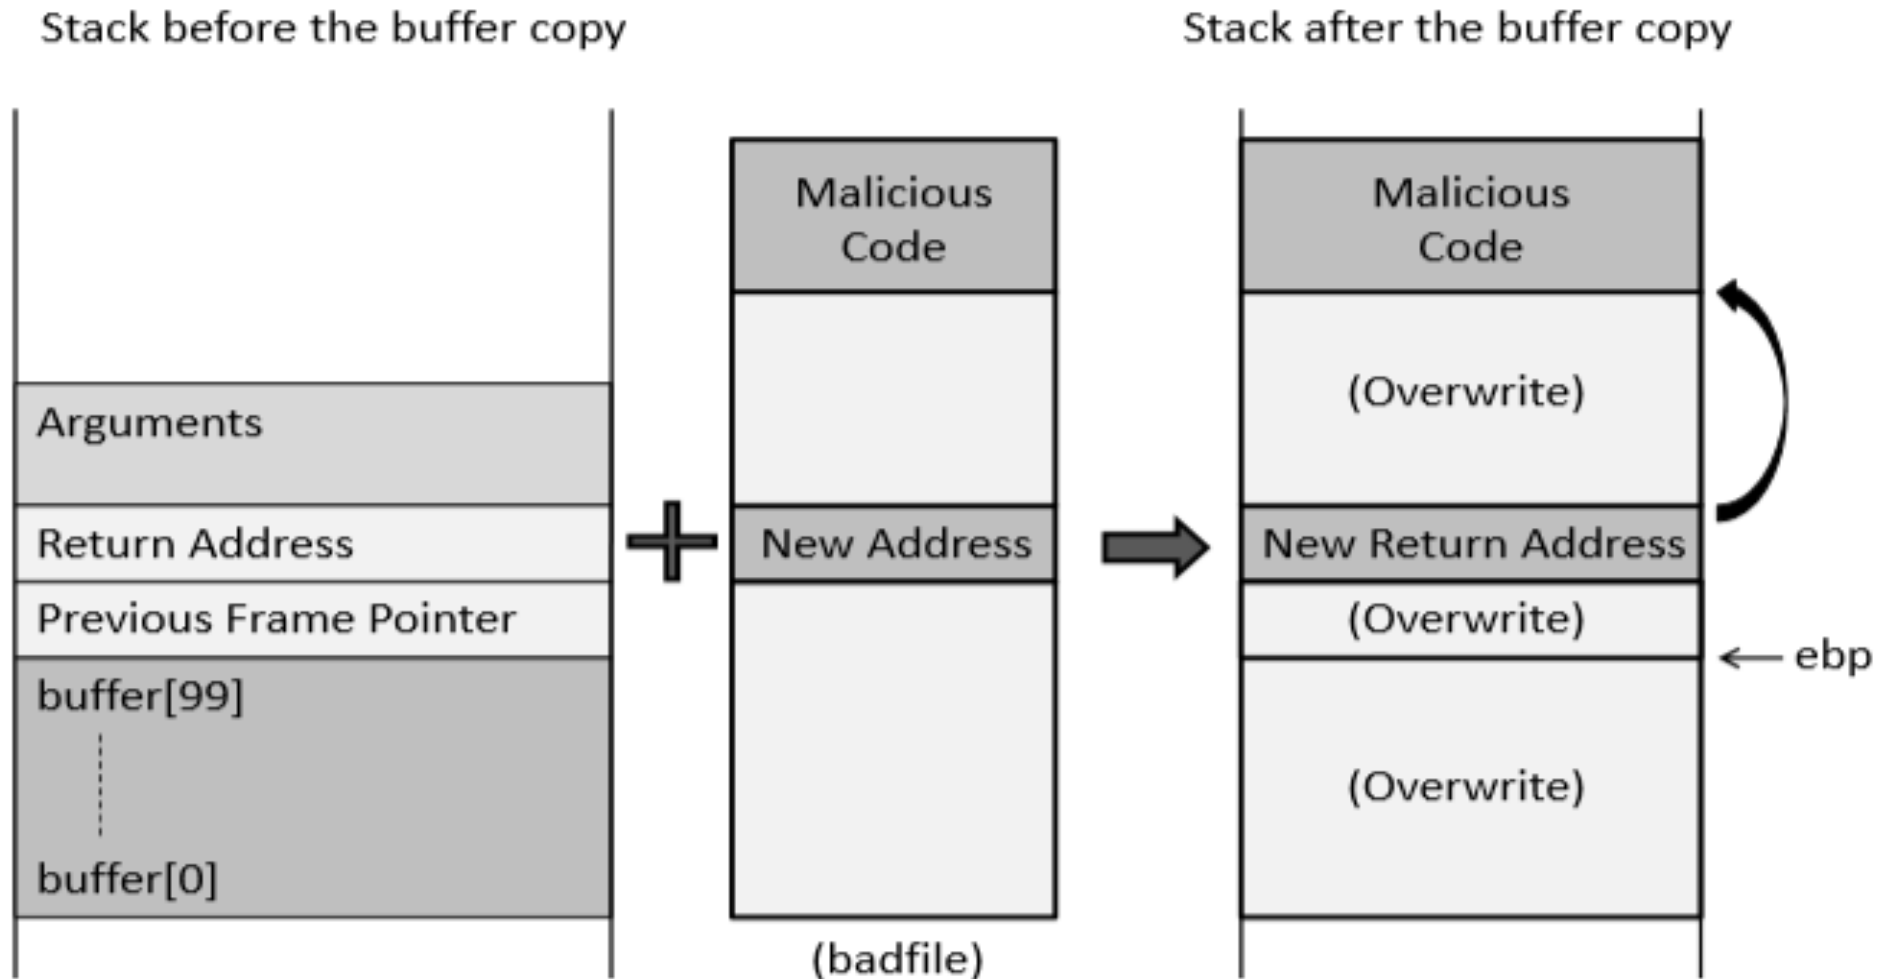 Stack before the buffer copy
Arguments
Return Address
Previous Frame Pointer
buffer[99]
buffer[0]
Malicious
Code
New Address
(badfile)
Stack after the buffer copy
Malicious
Code
(Overwrite)
New Return Address
(Overwrite)
ebp
(Overwrite)